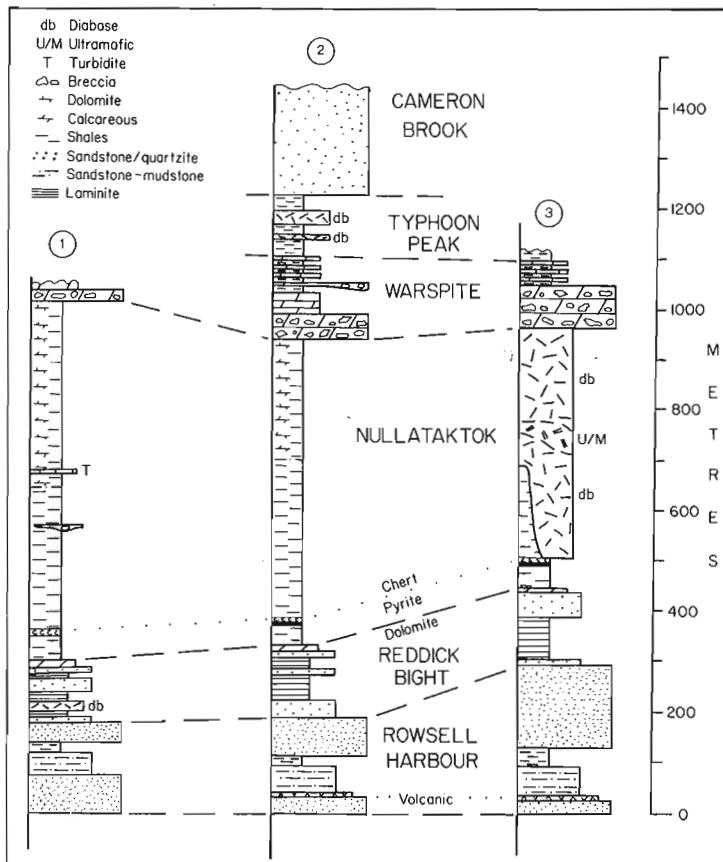 db Diabase
U/M Ultramafic
T Turbidite
Breccia
Dolomite
Calcareous
Shales
Sandstone/quartzite
Sandstone-mudstone
Laminite
1
2
3
CAMERON
BROOK
db
db
TYPHOON
PEAK
WARSPITE
NULLATAKTOK
T
db
U/M
db
Chert
Pyrite
Dolomite
REDDICK
BIGHT
db
ROWSELL
HARBOUR
Volcanic
1400
1200
1000
800
600
400
200
0
METRES